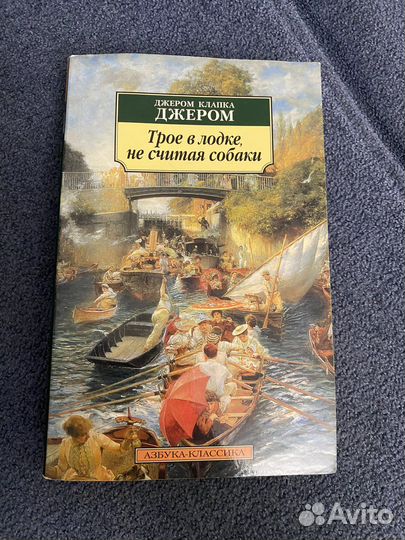 ДЖЕРОМ КЛАПКА
ДЖЕРОМ
Трое в лодке,
не считая собаки
АЗБУКА-КЛАССИКА
Avito